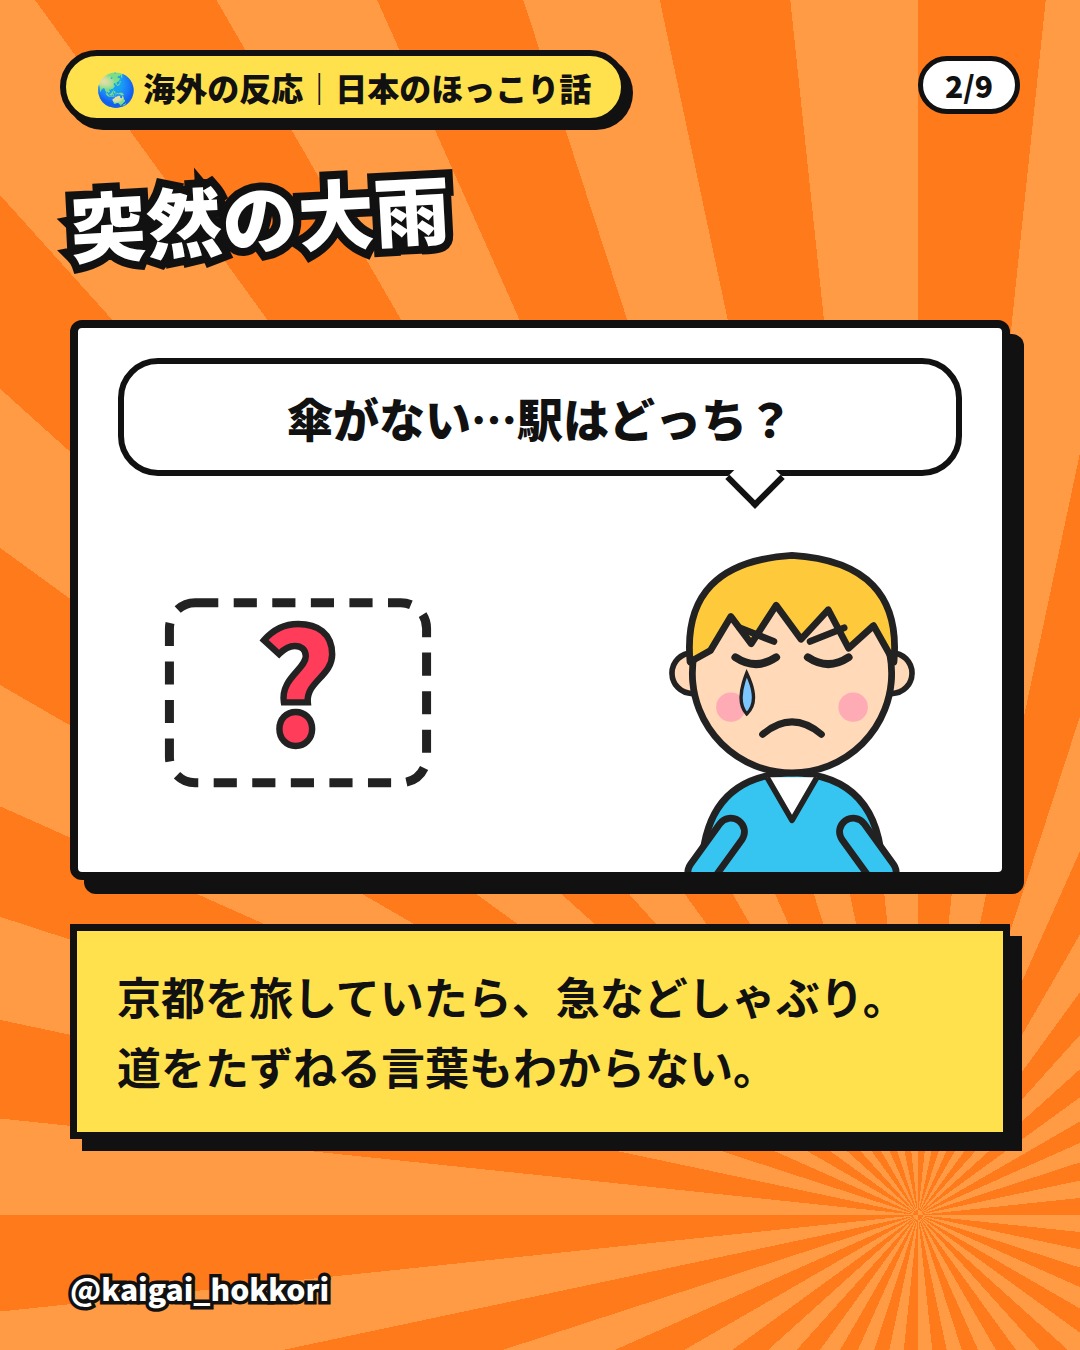 🌏 海外の反応｜日本のほっこり話
2/9
突然の大雨
傘がない…駅はどっち？
?
京都を旅していたら、急などしゃぶり。
道をたずねる言葉もわからない。
@kaigai_hokkori